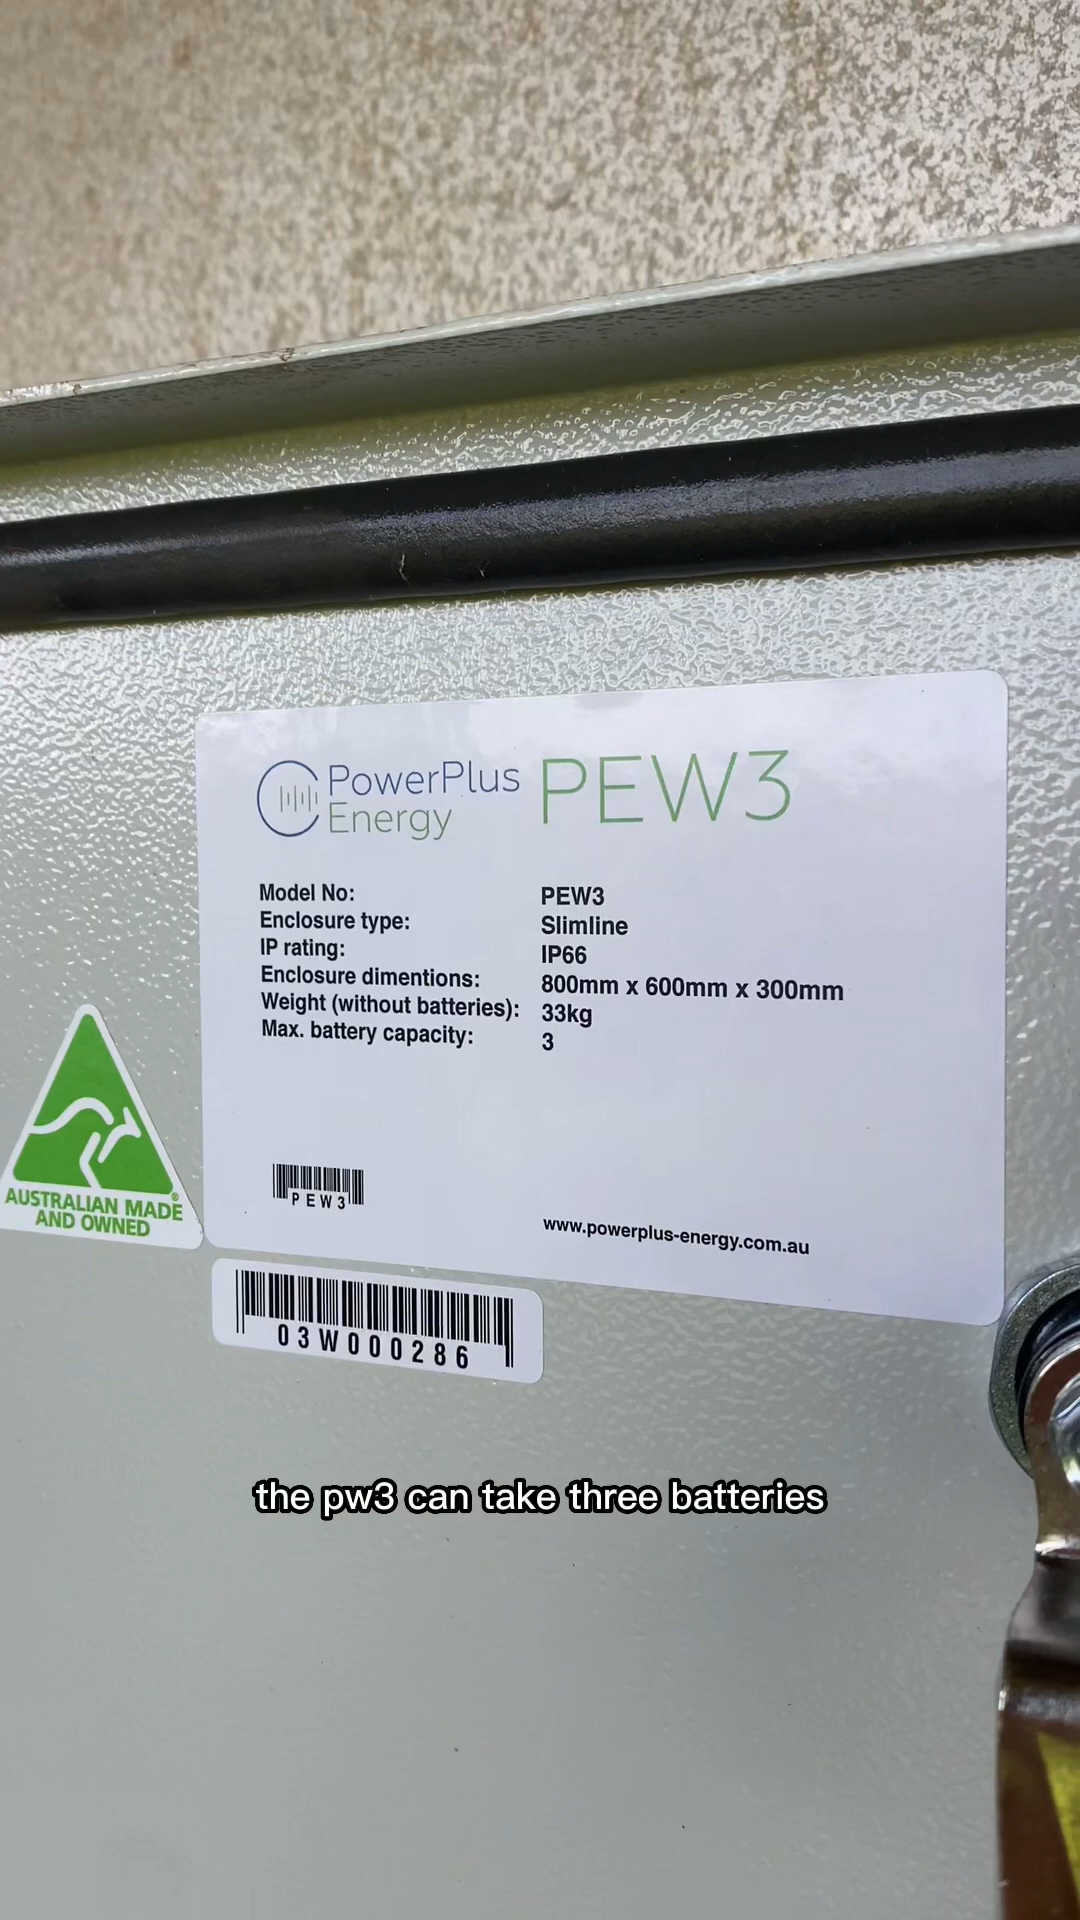 PowerPlus
Energy
PEW3
Model No: PEW3
Enclosure type: Slimline
IP rating: IP66
Enclosure dimentions: 800mm x 600mm x 300mm
Weight (without batteries): 33kg
Max. battery capacity: 3
AUSTRALIAN MADE
AND OWNED
®
PEW3
www.powerplus-energy.com.au
03W000286
the pw3 can take three batteries